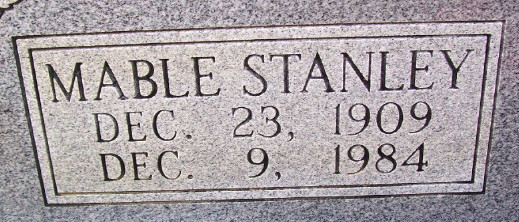 MABLE STANLEY
DEC. 23, 1909
DEC. 9, 1984